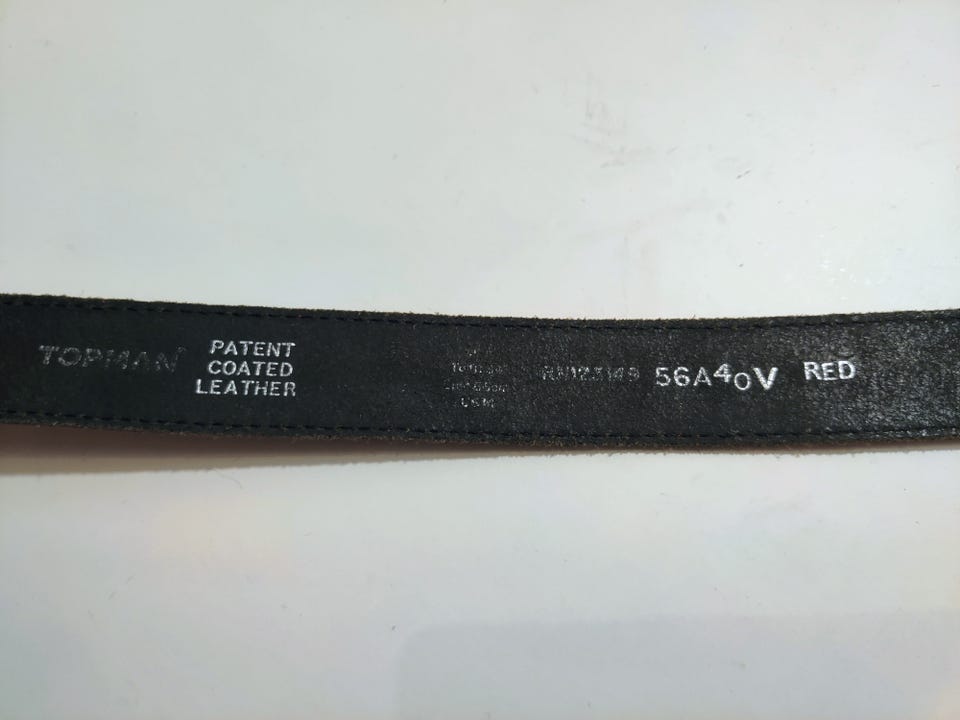 TOPMAN
PATENT
COATED
LEATHER
56A40V
RED